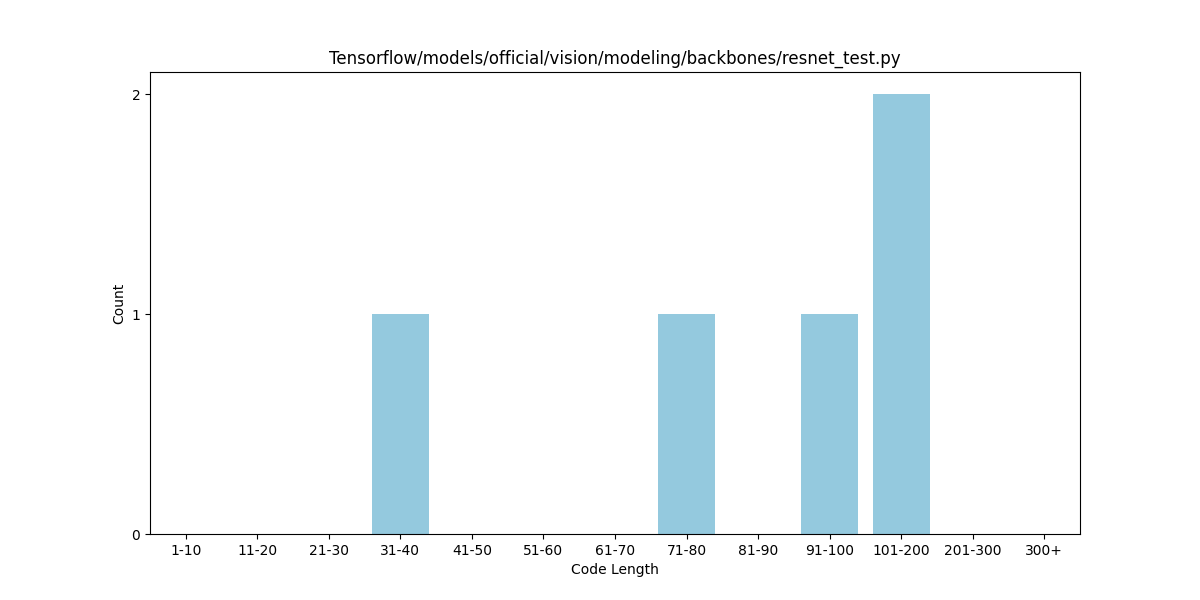 Tensorflow/models/official/vision/modeling/backbones/resnet_test.py
2
1
0
Count
1-10 11-20 21-30 31-40 41-50 51-60 61-70 71-80 81-90 91-100 101-200 201-300 300+
Code Length